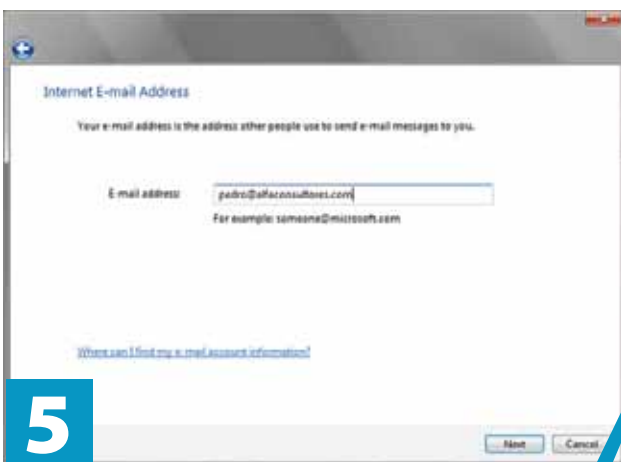 Internet E-mail Address
Your e-mail address is the address other people use to send e-mail messages to you.
E-mail address:
pedro@alfaconsultores.com
For example: someone@microsoft.com
Where can I find my e-mail account information?
5
Next
Cancel